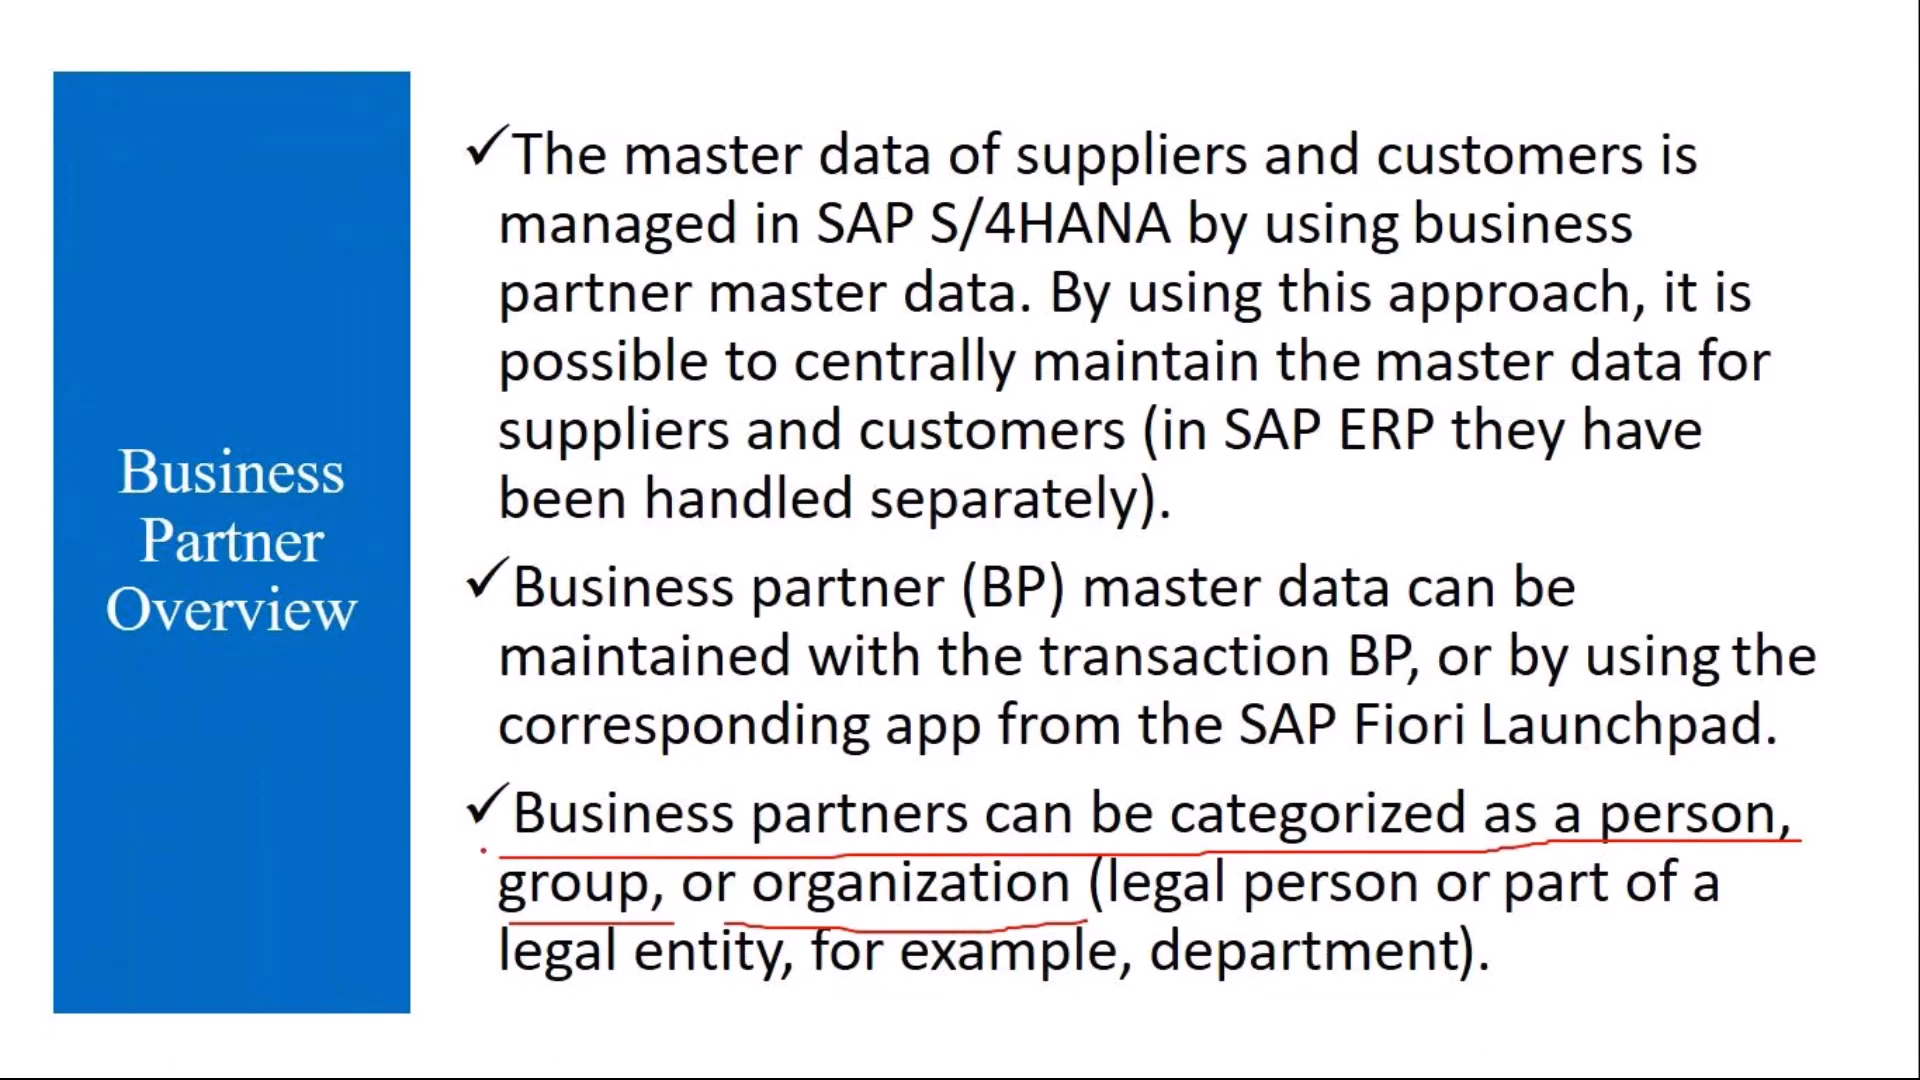 Business
Partner
Overview
✓The master data of suppliers and customers is
managed in SAP S/4HANA by using business
partner master data. By using this approach, it is
possible to centrally maintain the master data for
suppliers and customers (in SAP ERP they have
been handled separately).
✓Business partner (BP) master data can be
maintained with the transaction BP, or by using the
corresponding app from the SAP Fiori Launchpad.
✓Business partners can be categorized as a person,
group, or organization (legal person or part of a
legal entity, for example, department).